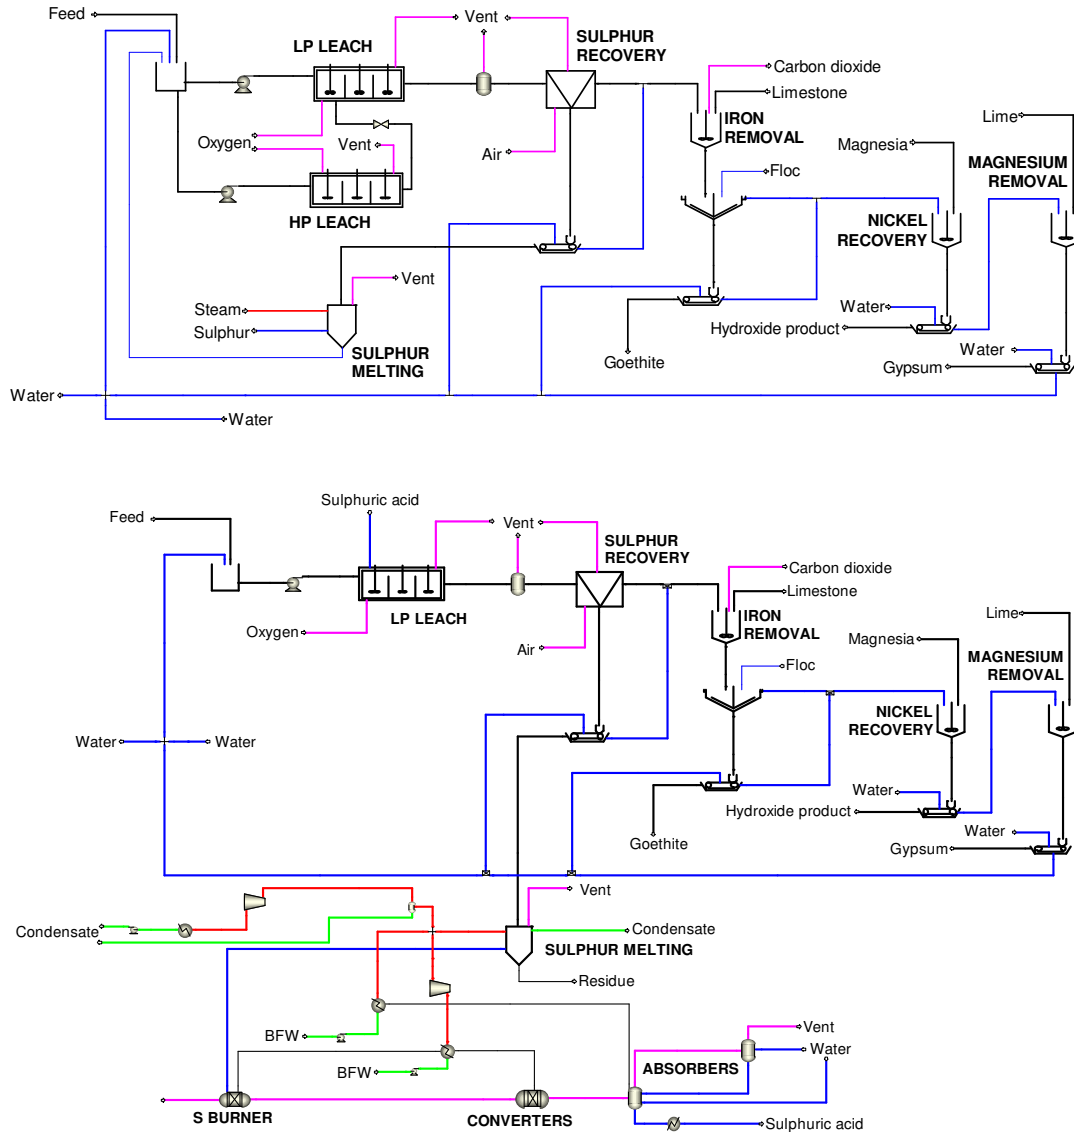 Feed
Vent
LP LEACH
SULPHUR
RECOVERY
Carbon dioxide
Limestone
IRON
REMOVAL
Oxygen
Vent
Air
Lime
Magnesia
MAGNESIUM
REMOVAL
Floc
HP LEACH
NICKEL
RECOVERY
Vent
Steam
Sulphur
SULPHUR
MELTING
Water
Hydroxide product
Goethite
Water
Gypsum
Water
Water
Sulphuric acid
Feed
Vent
SULPHUR
RECOVERY
Carbon dioxide
Limestone
LP LEACH
IRON
REMOVAL
Oxygen
Air
Lime
Magnesia
MAGNESIUM
REMOVAL
Floc
NICKEL
RECOVERY
Water
Water
Water
Hydroxide product
Goethite
Water
Gypsum
Vent
Condensate
Condensate
SULPHUR MELTING
Residue
BFW
BFW
Vent
Water
ABSORBERS
S BURNER
CONVERTERS
Sulphuric acid